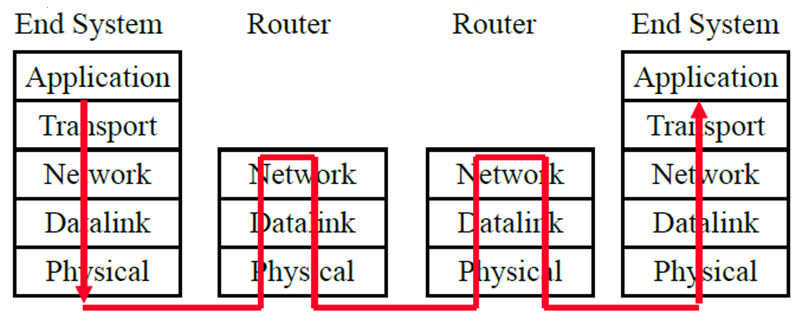 End System Router Router End System
Application Application
Transport Transport
Network Network Network Network
Datalink Datalink Datalink Datalink
Physical Physical Physical Physical